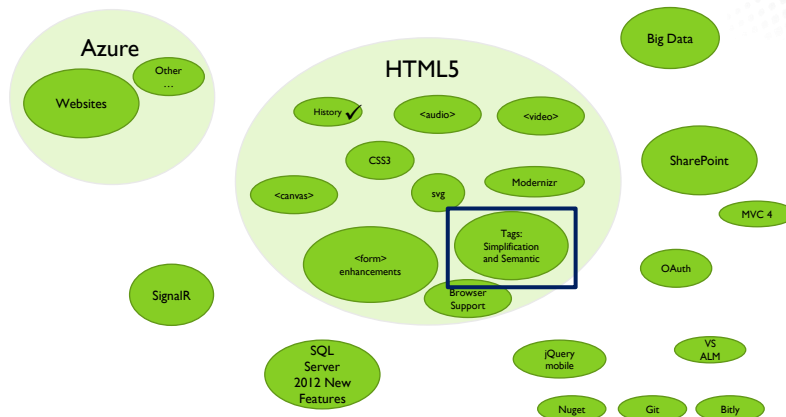 Azure
Other
...
Websites
HTML5
History ✓
<audio>
<video>
CSS3
Modernizr
<canvas>
svg
Tags:
Simplification
and Semantic
<form>
enhancements
Browser
Support
Big Data
SharePoint
MVC 4
OAuth
SignalR
SQL
Server
2012 New
Features
jQuery
mobile
VS
ALM
Nuget
Git
Bitly